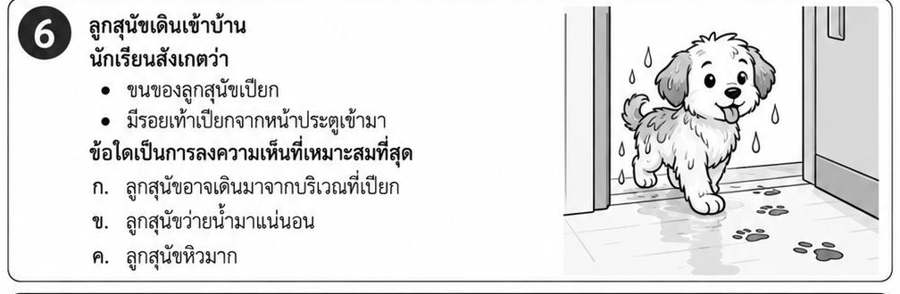 6
ลูกสุนัขเดินเข้าบ้าน
นักเรียนสังเกตว่า
• ขนของลูกสุนัขเปียก
• มีรอยเท้าเปียกจากหน้าประตูเข้ามา
ข้อใดเป็นการลงความเห็นที่เหมาะสมที่สุด
ก. ลูกสุนัขอาจเดินมาจากบริเวณที่เปียก
ข. ลูกสุนัขว่ายน้ำมาแน่นอน
ค. ลูกสุนัขหิวมาก